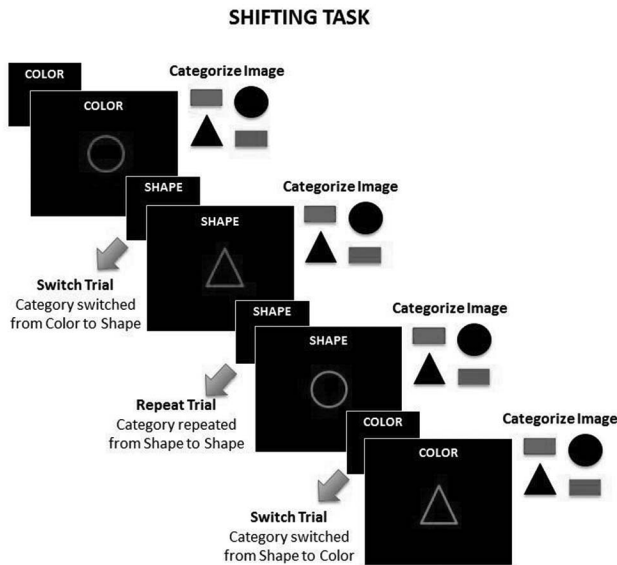 SHIFTING TASK
COLOR
Categorize Image
COLOR
SHAPE
Categorize Image
SHAPE
Switch Trial
Category switched
from Color to Shape
SHAPE
Categorize Image
SHAPE
Repeat Trial
Category repeated
from Shape to Shape
COLOR
Categorize Image
COLOR
Switch Trial
Category switched
from Shape to Color